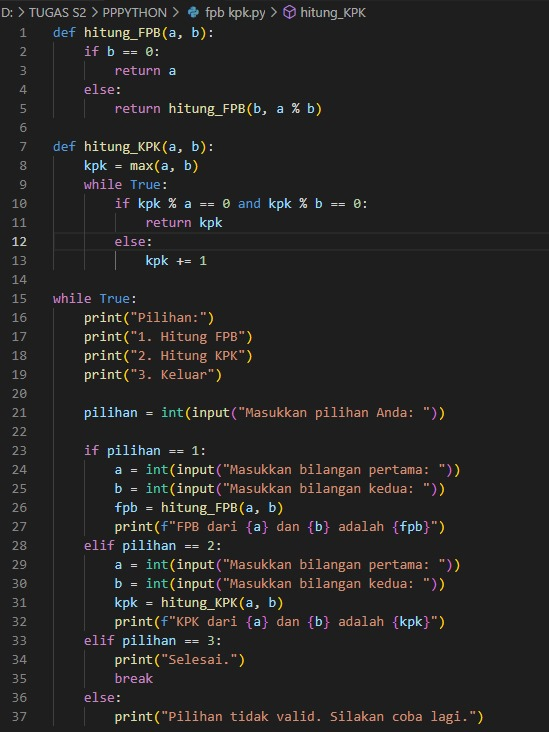 D: > TUGAS S2 > PPPYTHON > fpb kpk.py > hitung_KPK
1 def hitung_FPB(a, b):
2     if b == 0:
3         return a
4     else:
5         return hitung_FPB(b, a % b)
6
7 def hitung_KPK(a, b):
8     kpk = max(a, b)
9     while True:
10         if kpk % a == 0 and kpk % b == 0:
11             return kpk
12         else:
13             kpk += 1
14
15 while True:
16     print("Pilihan:")
17     print("1. Hitung FPB")
18     print("2. Hitung KPK")
19     print("3. Keluar")
20
21     pilihan = int(input("Masukkan pilihan Anda: "))
22
23     if pilihan == 1:
24         a = int(input("Masukkan bilangan pertama: "))
25         b = int(input("Masukkan bilangan kedua: "))
26         fpb = hitung_FPB(a, b)
27         print(f"FPB dari {a} dan {b} adalah {fpb}")
28     elif pilihan == 2:
29         a = int(input("Masukkan bilangan pertama: "))
30         b = int(input("Masukkan bilangan kedua: "))
31         kpk = hitung_KPK(a, b)
32         print(f"KPK dari {a} dan {b} adalah {kpk}")
33     elif pilihan == 3:
34         print("Selesai.")
35         break
36     else:
37         print("Pilihan tidak valid. Silakan coba lagi.")